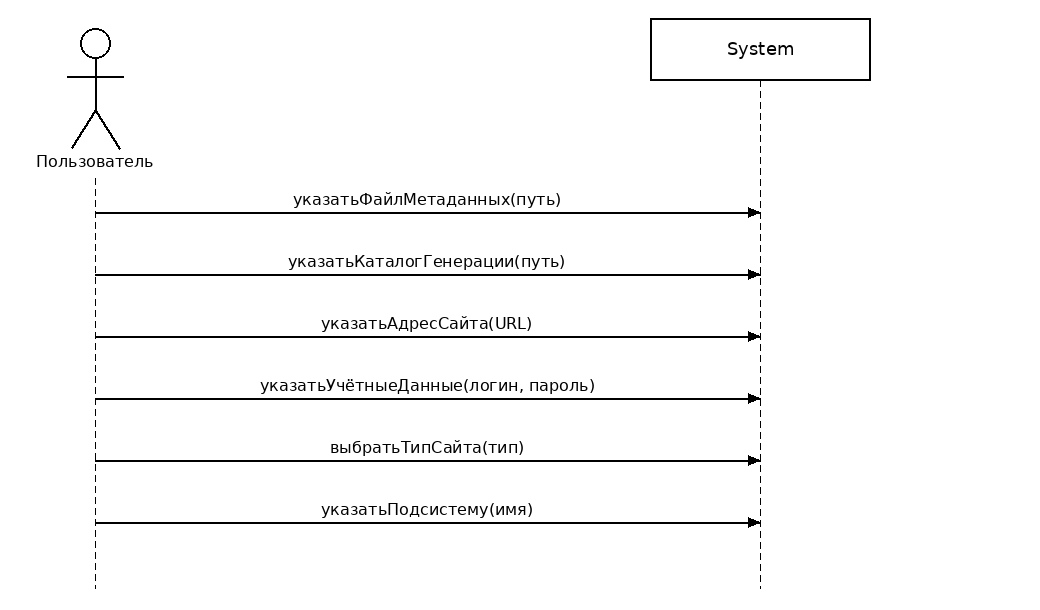 System
Пользователь
указатьФайлМетаданных(путь)
указатьКаталогГенерации(путь)
указатьАдресСайта(URL)
указатьУчётныеДанные(логин, пароль)
выбратьТипСайта(тип)
указатьПодсистему(имя)